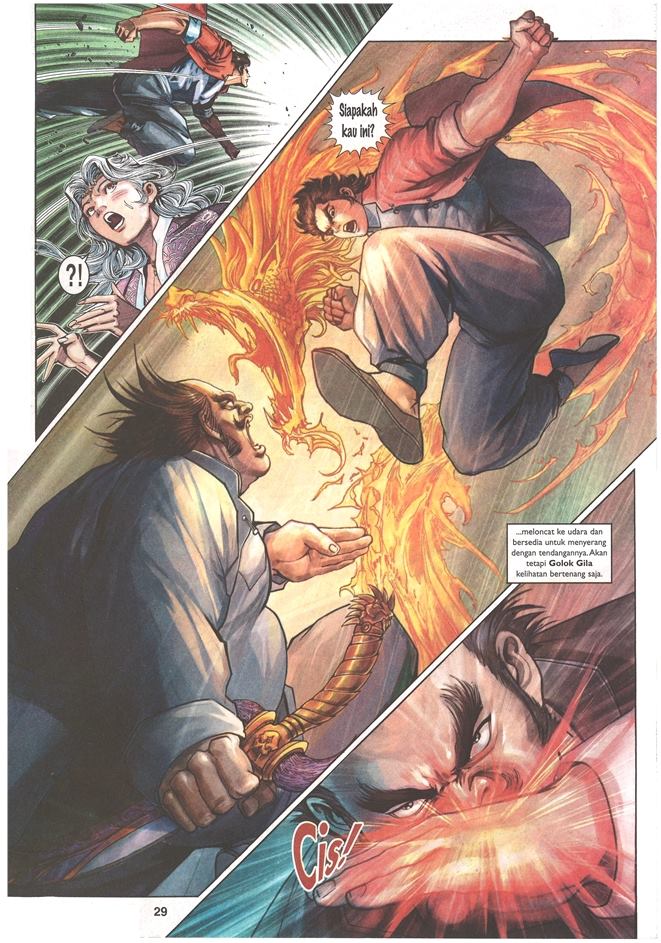 ?!
Siapakah
kau ini?
...meloncat ke udara dan
bersedia untuk menyerang
dengan tendangannya. Akan
tetapi Golok Gila
kelihatan bertenang saja.
Cis!
29